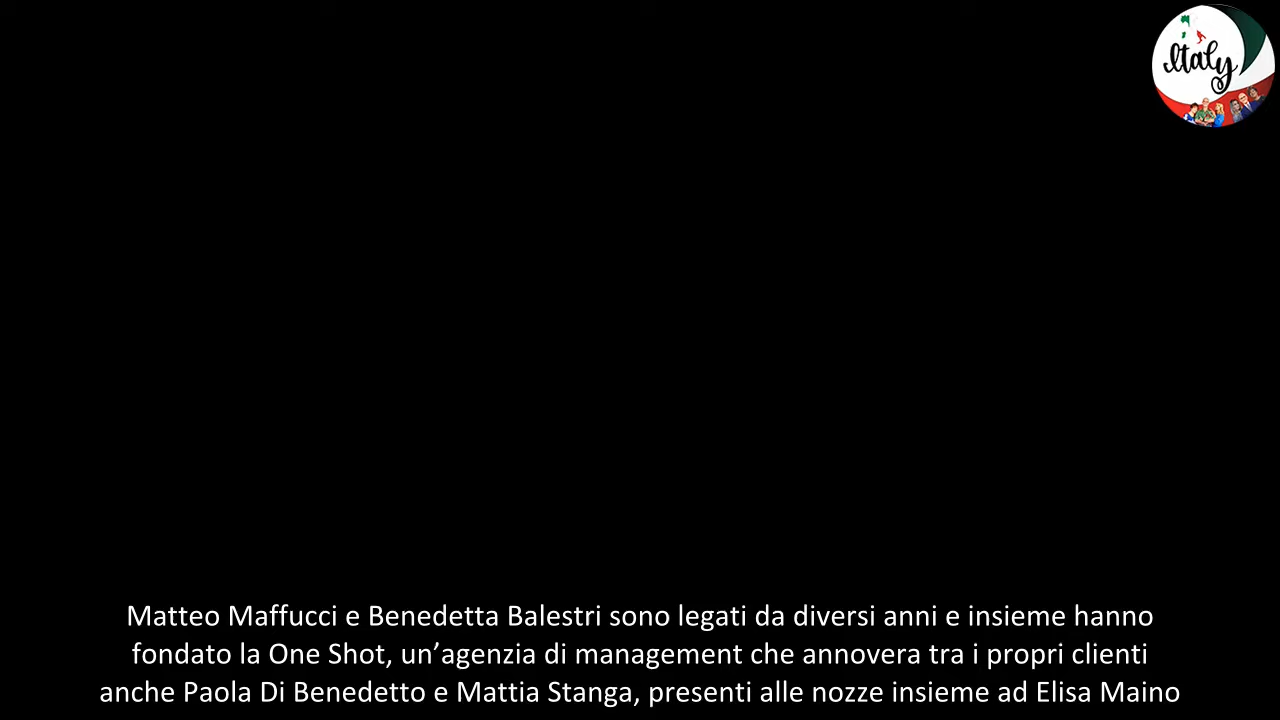 Italy
Matteo Maffucci e Benedetta Balestri sono legati da diversi anni e insieme hanno
fondato la One Shot, un’agenzia di management che annovera tra i propri clienti
anche Paola Di Benedetto e Mattia Stanga, presenti alle nozze insieme ad Elisa Maino